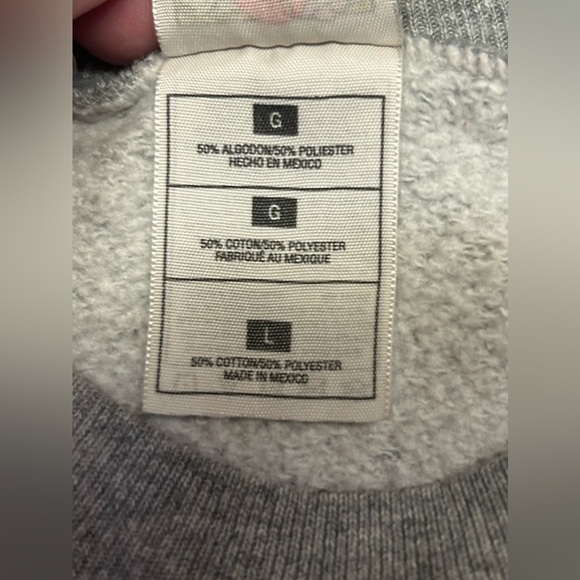 G
50% ALGODON/50% POLIESTER
HECHO EN MEXICO
G
50% COTON/50% POLYESTER
FABRIQUÉ AU MEXIQUE
L
50% COTTON/50% POLYESTER
MADE IN MEXICO